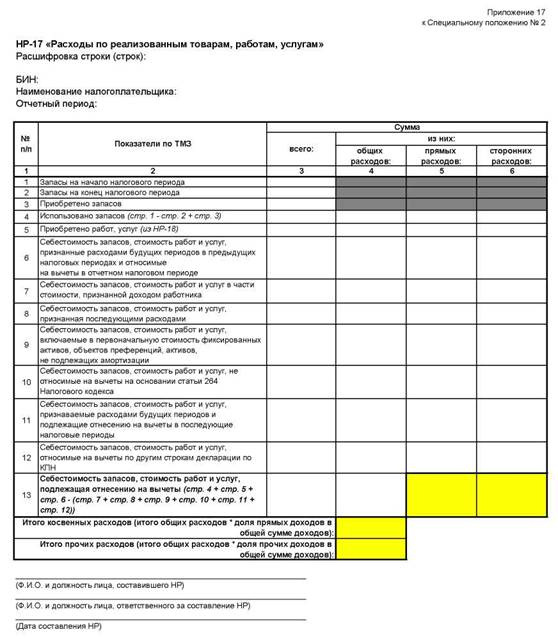 Приложение 17
к Специальному положению № 2
НР-17 «Расходы по реализованным товарам, работам, услугам»
Расшифровка строки (строк):
БИН:
Наименование налогоплательщика:
Отчетный период:
№
п/п
Показатели по ТМЗ
Сумма
всего:
из них:
общих
расходов:
прямых
расходов:
сторонних
расходов:
1 2 3 4 5 6
1 Запасы на начало налогового периода
2 Запасы на конец налогового периода
3 Приобретено запасов
4 Использовано запасов (стр. 1 - стр. 2 + стр. 3)
5 Приобретено работ, услуг (из НР-18)
6
Себестоимость запасов, стоимость работ и услуг,
признанные расходами будущих периодов в предыдущих
налоговых периодах и относимые
на вычеты в отчетном налоговом периоде
7
Себестоимость запасов, стоимость работ и услуг в части
стоимости, признанной доходом работника
8
Себестоимость запасов, стоимость работ и услуг,
признанная последующими расходами
9
Себестоимость запасов, стоимость работ и услуг,
включаемые в первоначальную стоимость фиксированных
активов, объектов преференций, активов,
не подлежащих амортизации
10
Себестоимость запасов, стоимость работ и услуг, не
относимые на вычеты на основании статьи 264
Налогового кодекса
11
Себестоимость запасов, стоимость работ и услуг,
признаваемые расходами будущих периодов и
подлежащие отнесению на вычеты в последующие
налоговые периоды
12
Себестоимость запасов, стоимость работ и услуг,
относимые на вычеты по другим строкам декларации по
КПН
13
Себестоимость запасов, стоимость работ и услуг,
подлежащая отнесению на вычеты (стр. 4 + стр. 5 +
стр. 6 - (стр. 7 + стр. 8 + стр. 9 + стр. 10 + стр. 11 +
стр. 12))
Итого косвенных расходов (итого общих расходов * доля прямых доходов в
общей сумме доходов):
Итого прочих расходов (итого общих расходов * доля прочих доходов в
общей сумме доходов):
(Ф.И.О. и должность лица, составившего НР)
(Ф.И.О. и должность лица, ответственного за составление НР)
(Дата составления НР)